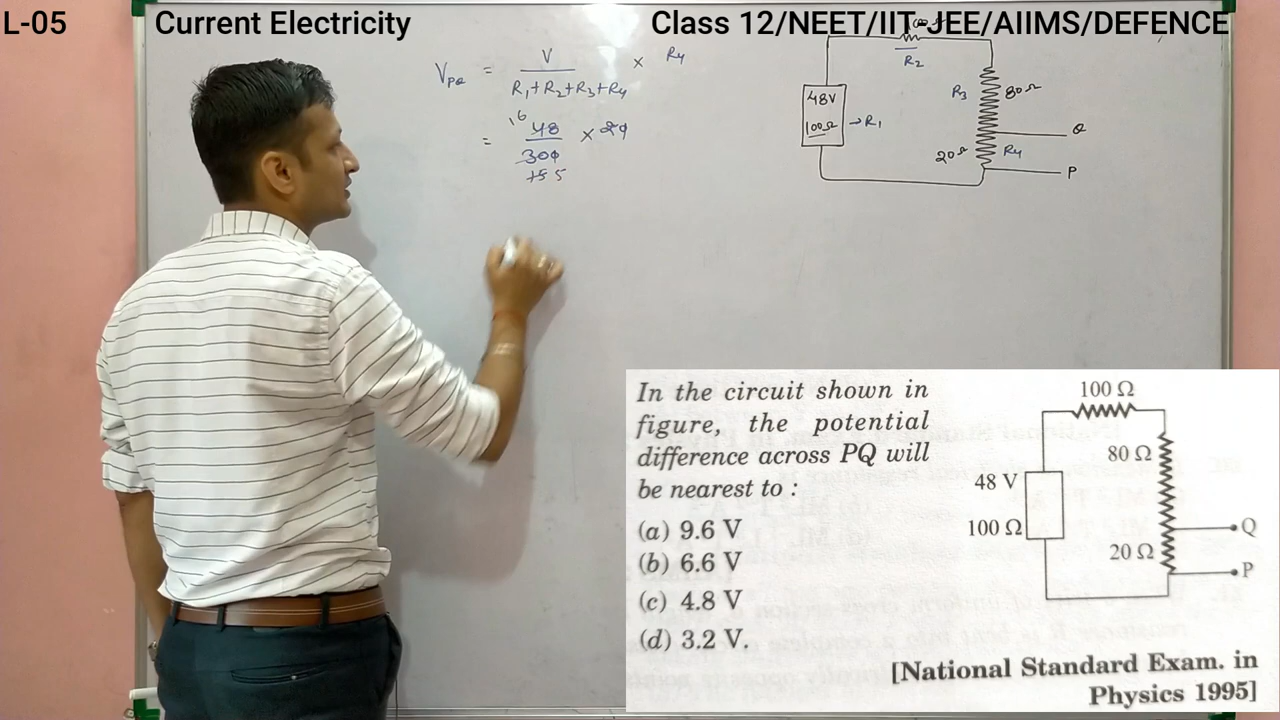 L-05 Current Electricity Class 12/NEET/IIT-JEE/AIIMS/DEFENCE
V_PQ = V / R₁+R₂+R₃+R₄ × R₄
= 16 48 / 300 × 20
15 5
R₂
48V
100Ω → R₁
R₃ 80Ω
Q
20Ω R₄
P
In the circuit shown in
figure, the potential
difference across PQ will
be nearest to :
(a) 9.6 V
(b) 6.6 V
(c) 4.8 V
(d) 3.2 V.
100 Ω
80 Ω
48 V
100 Ω
Q
20 Ω
P
[National Standard Exam. in
Physics 1995]